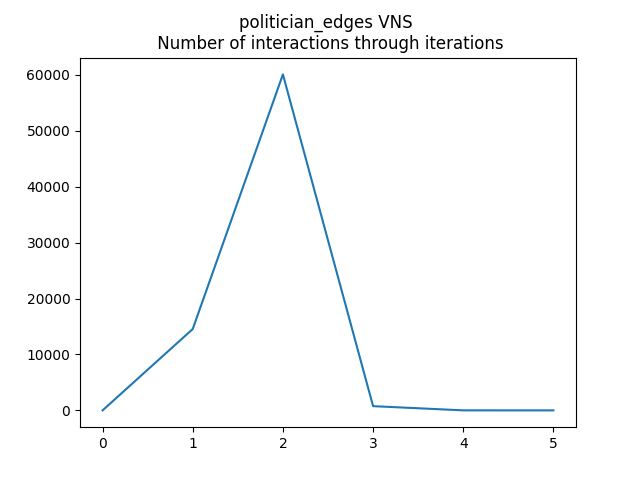 politician_edges VNS
Number of interactions through iterations
60000
50000
40000
30000
20000
10000
0
0 1 2 3 4 5